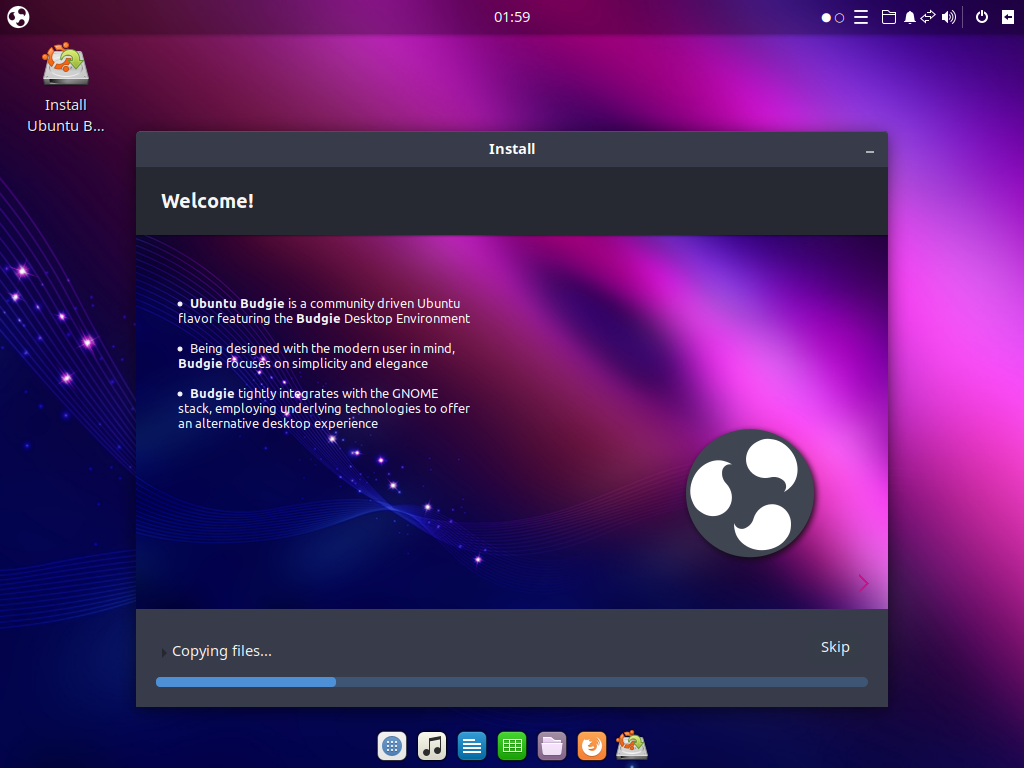 01:59
Install
Ubuntu B...
Install
Welcome!
• Ubuntu Budgie is a community driven Ubuntu
flavor featuring the Budgie Desktop Environment
• Being designed with the modern user in mind,
Budgie focuses on simplicity and elegance
• Budgie tightly integrates with the GNOME
stack, employing underlying technologies to offer
an alternative desktop experience
Copying files...
Skip